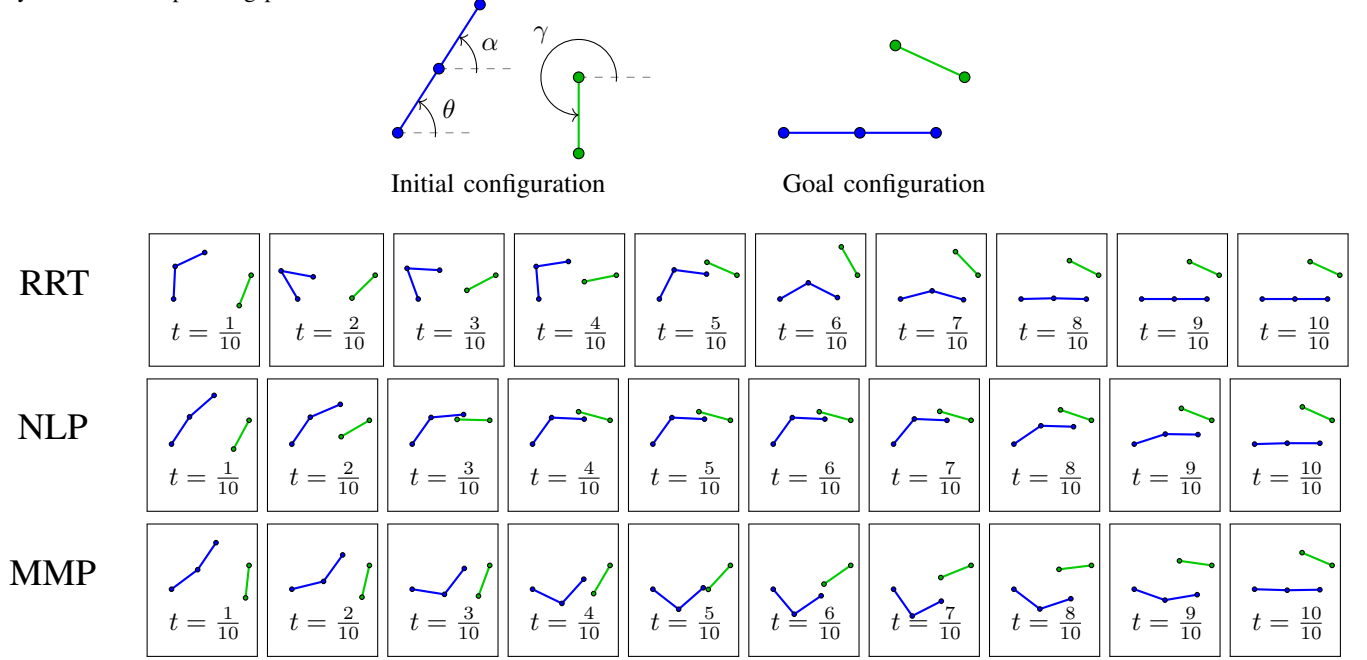 γ
α
θ
Initial configuration Goal configuration
RRT
t = 1/10 t = 2/10 t = 3/10 t = 4/10 t = 5/10 t = 6/10 t = 7/10 t = 8/10 t = 9/10 t = 10/10
NLP
t = 1/10 t = 2/10 t = 3/10 t = 4/10 t = 5/10 t = 6/10 t = 7/10 t = 8/10 t = 9/10 t = 10/10
MMP
t = 1/10 t = 2/10 t = 3/10 t = 4/10 t = 5/10 t = 6/10 t = 7/10 t = 8/10 t = 9/10 t = 10/10